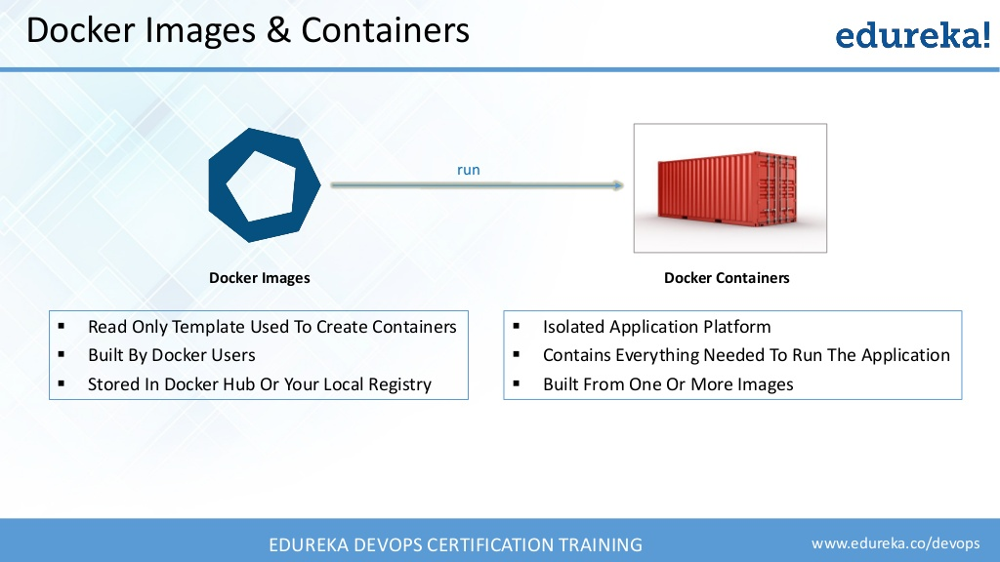 Docker Images & Containers
edureka!
run
Docker Images
Docker Containers
▪ Read Only Template Used To Create Containers
▪ Built By Docker Users
▪ Stored In Docker Hub Or Your Local Registry
▪ Isolated Application Platform
▪ Contains Everything Needed To Run The Application
▪ Built From One Or More Images
EDUREKA DEVOPS CERTIFICATION TRAINING
www.edureka.co/devops